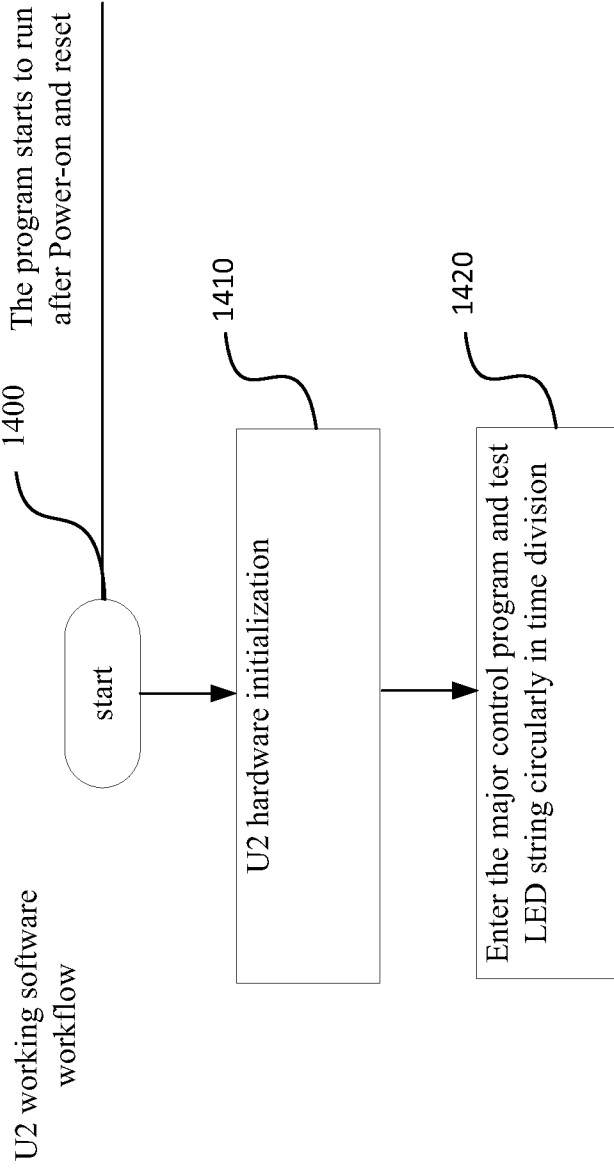 U2 working software
workflow
start
1400
The program starts to run
after Power-on and reset
U2 hardware initialization
1410
Enter the major control program and test
LED string circularly in time division
1420